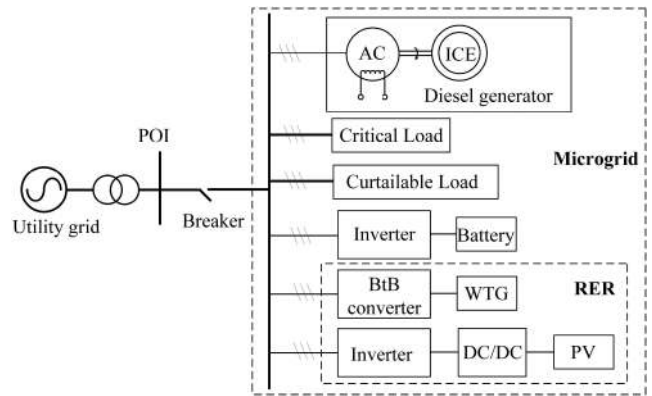 AC
ICE
Diesel generator
POI
Critical Load
Microgrid
Curtailable Load
Breaker
Utility grid
Inverter
Battery
RER
BtB
converter
WTG
Inverter
DC/DC
PV